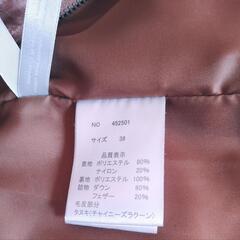 NO 452501
サイズ 38
品質表示
表地 ポリエステル 80%
ナイロン 20%
裏地 ポリエステル 100%
詰物 ダウン 80%
フェザー 20%
毛皮部分
タヌキ(チャイニーズラクーン)